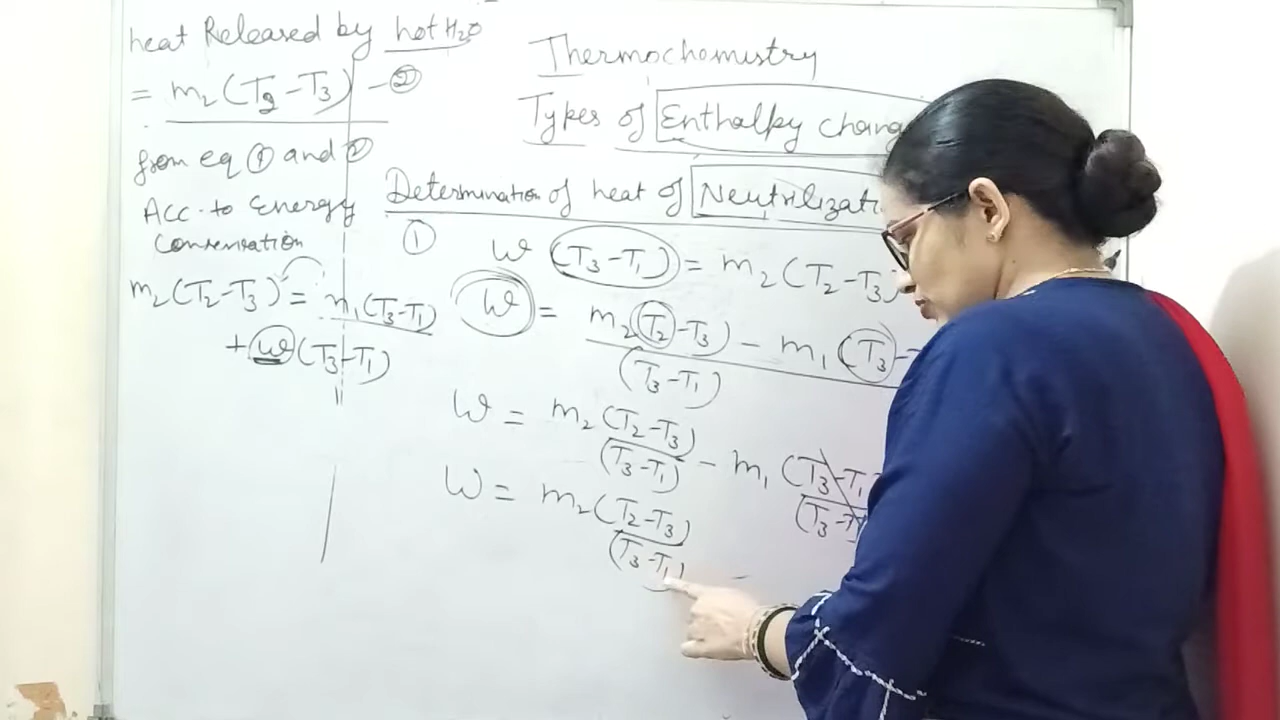 heat Released by hot H₂O
= m₂(T₂-T₃) -②
from eq ① and ②
Acc. to Energy
Conservation
m₂(T₂-T₃) = m₁(T₃-T₁)
+ w(T₃-T₁)
Thermochemistry
Types of Enthalpy
Determination of heat of
① w (T₃-T₁) = m₂(T₂-T₃)
w = m₂(T₂-T₃) - m₁(T₃-
(T₃-T₁)
W = m₂(T₂-T₃) - m₁(T₃-T₁
(T₃-T₁) (T₃-T
W = m₂(T₂-T₃)
(T₃-T₁) -